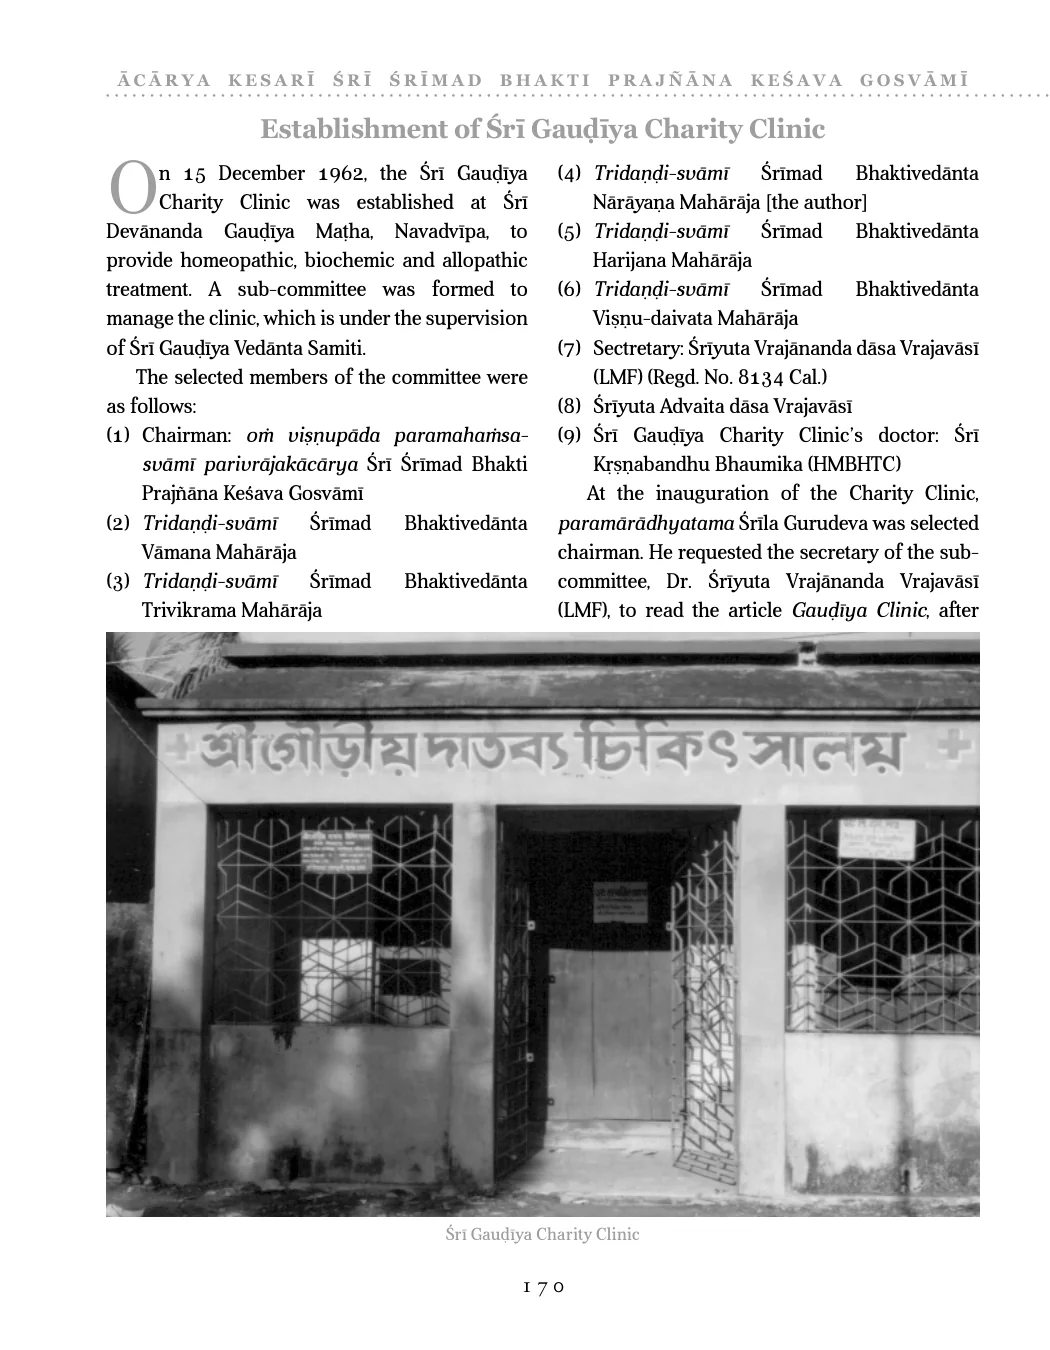 ĀCĀRYA KESARĪ ŚRĪ ŚRĪMAD BHAKTI PRAJÑĀNA KEŚAVA GOSVĀMĪ
Establishment of Śrī Gauḍīya Charity Clinic
On 15 December 1962, the Śrī Gauḍīya
Charity Clinic was established at Śrī
Devānanda Gauḍīya Maṭha, Navadvīpa, to
provide homeopathic, biochemic and allopathic
treatment. A sub-committee was formed to
manage the clinic, which is under the supervision
of Śrī Gauḍīya Vedānta Samiti.
The selected members of the committee were
as follows:
(1) Chairman: oṁ viṣṇupāda paramahaṁsa-
svāmī parivrājakācārya Śrī Śrīmad Bhakti
Prajñāna Keśava Gosvāmī
(2) Tridaṇḍi-svāmī Śrīmad Bhaktivedānta
Vāmana Mahārāja
(3) Tridaṇḍi-svāmī Śrīmad Bhaktivedānta
Trivikrama Mahārāja
(4) Tridaṇḍi-svāmī Śrīmad Bhaktivedānta
Nārāyaṇa Mahārāja [the author]
(5) Tridaṇḍi-svāmī Śrīmad Bhaktivedānta
Harijana Mahārāja
(6) Tridaṇḍi-svāmī Śrīmad Bhaktivedānta
Viṣṇu-daivata Mahārāja
(7) Sectretary: Śrīyuta Vrajānanda dāsa Vrajavāsī
(LMF) (Regd. No. 8134 Cal.)
(8) Śrīyuta Advaita dāsa Vrajavāsī
(9) Śrī Gauḍīya Charity Clinic’s doctor: Śrī
Kṛṣṇabandhu Bhaumika (HMBHTC)
At the inauguration of the Charity Clinic,
paramārādhyatama Śrīla Gurudeva was selected
chairman. He requested the secretary of the sub-
committee, Dr. Śrīyuta Vrajānanda Vrajavāsī
(LMF), to read the article Gauḍīya Clinic, after
শ্রীগৌড়ীয় দাতব্য চিকিৎসালয়
Śrī Gauḍīya Charity Clinic
170